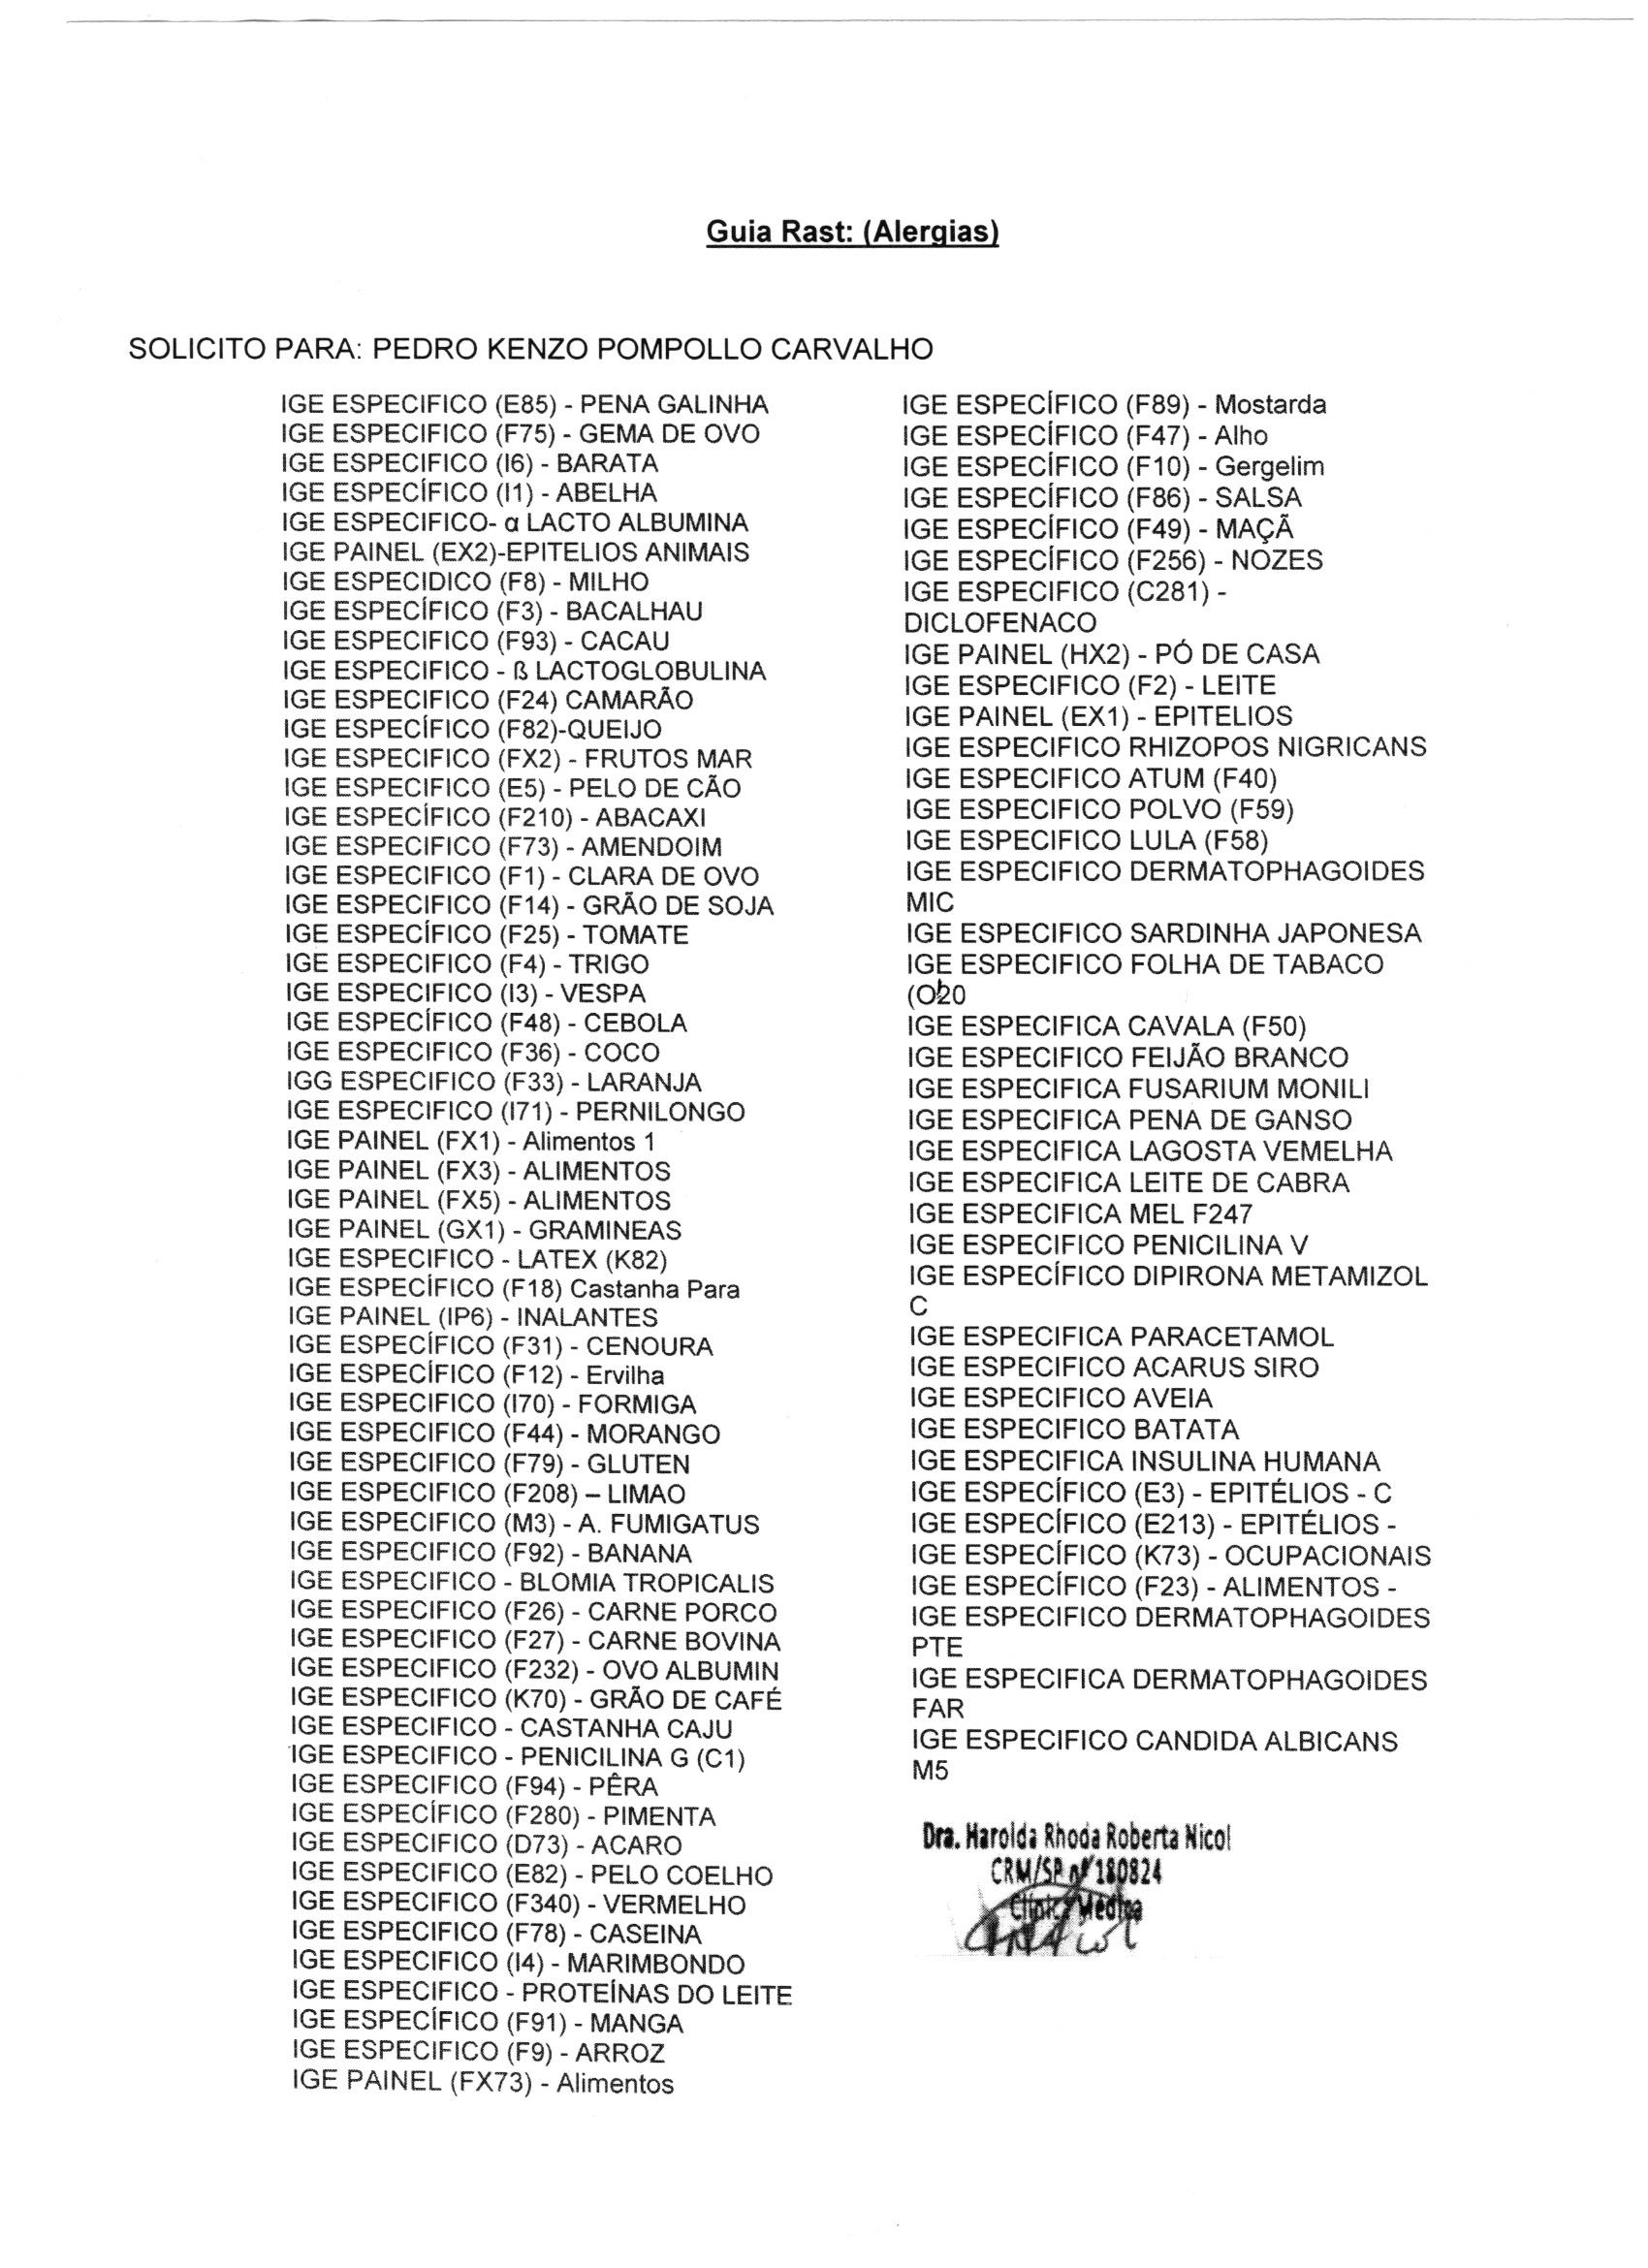 Guia Rast: (Alergias)
SOLICITO PARA: PEDRO KENZO POMPOLLO CARVALHO
IGE ESPECIFICO (E85) - PENA GALINHA
IGE ESPECIFICO (F75) - GEMA DE OVO
IGE ESPECIFICO (I6) - BARATA
IGE ESPECÍFICO (I1) - ABELHA
IGE ESPECIFICO- α LACTO ALBUMINA
IGE PAINEL (EX2)-EPITELIOS ANIMAIS
IGE ESPECIDICO (F8) - MILHO
IGE ESPECÍFICO (F3) - BACALHAU
IGE ESPECIFICO (F93) - CACAU
IGE ESPECIFICO - ß LACTOGLOBULINA
IGE ESPECIFICO (F24) CAMARÃO
IGE ESPECÍFICO (F82)-QUEIJO
IGE ESPECIFICO (FX2) - FRUTOS MAR
IGE ESPECIFICO (E5) - PELO DE CÃO
IGE ESPECÍFICO (F210) - ABACAXI
IGE ESPECIFICO (F73) - AMENDOIM
IGE ESPECIFICO (F1) - CLARA DE OVO
IGE ESPECIFICO (F14) - GRÃO DE SOJA
IGE ESPECÍFICO (F25) - TOMATE
IGE ESPECIFICO (F4) - TRIGO
IGE ESPECIFICO (I3) - VESPA
IGE ESPECÍFICO (F48) - CEBOLA
IGE ESPECIFICO (F36) - COCO
IGG ESPECIFICO (F33) - LARANJA
IGE ESPECIFICO (I71) - PERNILONGO
IGE PAINEL (FX1) - Alimentos 1
IGE PAINEL (FX3) - ALIMENTOS
IGE PAINEL (FX5) - ALIMENTOS
IGE PAINEL (GX1) - GRAMINEAS
IGE ESPECIFICO - LATEX (K82)
IGE ESPECÍFICO (F18) Castanha Para
IGE PAINEL (IP6) - INALANTES
IGE ESPECÍFICO (F31) - CENOURA
IGE ESPECÍFICO (F12) - Ervilha
IGE ESPECIFICO (I70) - FORMIGA
IGE ESPECIFICO (F44) - MORANGO
IGE ESPECIFICO (F79) - GLUTEN
IGE ESPECIFICO (F208) – LIMAO
IGE ESPECIFICO (M3) - A. FUMIGATUS
IGE ESPECIFICO (F92) - BANANA
IGE ESPECIFICO - BLOMIA TROPICALIS
IGE ESPECIFICO (F26) - CARNE PORCO
IGE ESPECIFICO (F27) - CARNE BOVINA
IGE ESPECIFICO (F232) - OVO ALBUMIN
IGE ESPECIFICO (K70) - GRÃO DE CAFÉ
IGE ESPECIFICO - CASTANHA CAJU
IGE ESPECIFICO - PENICILINA G (C1)
IGE ESPECIFICO (F94) - PÊRA
IGE ESPECÍFICO (F280) - PIMENTA
IGE ESPECIFICO (D73) - ACARO
IGE ESPECIFICO (E82) - PELO COELHO
IGE ESPECIFICO (F340) - VERMELHO
IGE ESPECIFICO (F78) - CASEINA
IGE ESPECIFICO (I4) - MARIMBONDO
IGE ESPECIFICO - PROTEÍNAS DO LEITE
IGE ESPECÍFICO (F91) - MANGA
IGE ESPECIFICO (F9) - ARROZ
IGE PAINEL (FX73) - Alimentos
IGE ESPECÍFICO (F89) - Mostarda
IGE ESPECÍFICO (F47) - Alho
IGE ESPECÍFICO (F10) - Gergelim
IGE ESPECÍFICO (F86) - SALSA
IGE ESPECÍFICO (F49) - MAÇÃ
IGE ESPECÍFICO (F256) - NOZES
IGE ESPECIFICO (C281) -
DICLOFENACO
IGE PAINEL (HX2) - PÓ DE CASA
IGE ESPECIFICO (F2) - LEITE
IGE PAINEL (EX1) - EPITELIOS
IGE ESPECIFICO RHIZOPOS NIGRICANS
IGE ESPECIFICO ATUM (F40)
IGE ESPECIFICO POLVO (F59)
IGE ESPECIFICO LULA (F58)
IGE ESPECIFICO DERMATOPHAGOIDES
MIC
IGE ESPECIFICO SARDINHA JAPONESA
IGE ESPECIFICO FOLHA DE TABACO
IGE ESPECIFICA CAVALA (F50)
IGE ESPECIFICO FEIJÃO BRANCO
IGE ESPECIFICA FUSARIUM MONILI
IGE ESPECIFICA PENA DE GANSO
IGE ESPECIFICA LAGOSTA VEMELHA
IGE ESPECIFICA LEITE DE CABRA
IGE ESPECIFICA MEL F247
IGE ESPECIFICO PENICILINA V
IGE ESPECÍFICO DIPIRONA METAMIZOL
C
IGE ESPECIFICA PARACETAMOL
IGE ESPECIFICO ACARUS SIRO
IGE ESPECIFICO AVEIA
IGE ESPECIFICO BATATA
IGE ESPECIFICA INSULINA HUMANA
IGE ESPECÍFICO (E3) - EPITÉLIOS - C
IGE ESPECÍFICO (E213) - EPITÉLIOS -
IGE ESPECÍFICO (K73) - OCUPACIONAIS
IGE ESPECÍFICO (F23) - ALIMENTOS -
IGE ESPECIFICO DERMATOPHAGOIDES
PTE
IGE ESPECIFICA DERMATOPHAGOIDES
FAR
IGE ESPECIFICO CANDIDA ALBICANS
M5
Dra. Harolda Rhoda Roberta Nicol
CRM/SP nº 180824
Clínica Médica